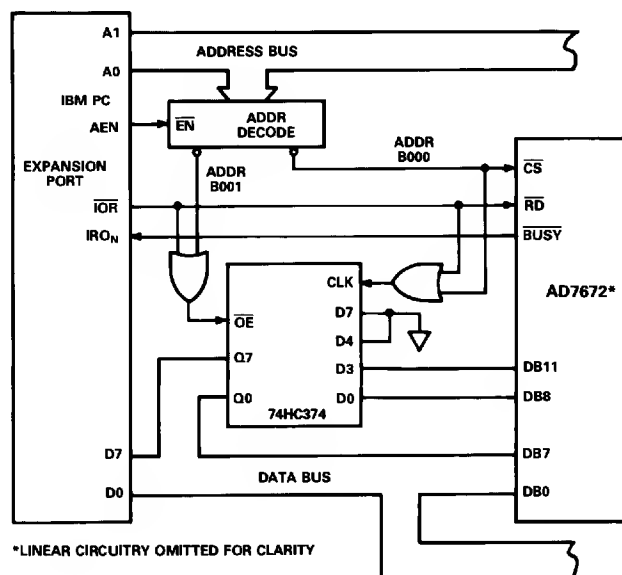 A1
ADDRESS BUS
A0
IBM PC
AEN
EN
ADDR
DECODE
EXPANSION
PORT
ADDR
B001
ADDR
B000
CS
IOR
RD
IRON
BUSY
AD7672*
CLK
OE
D7
D4
Q7
D3
DB11
Q0
D0
DB8
74HC374
D7
DB7
DATA BUS
D0
DB0
*LINEAR CIRCUITRY OMITTED FOR CLARITY